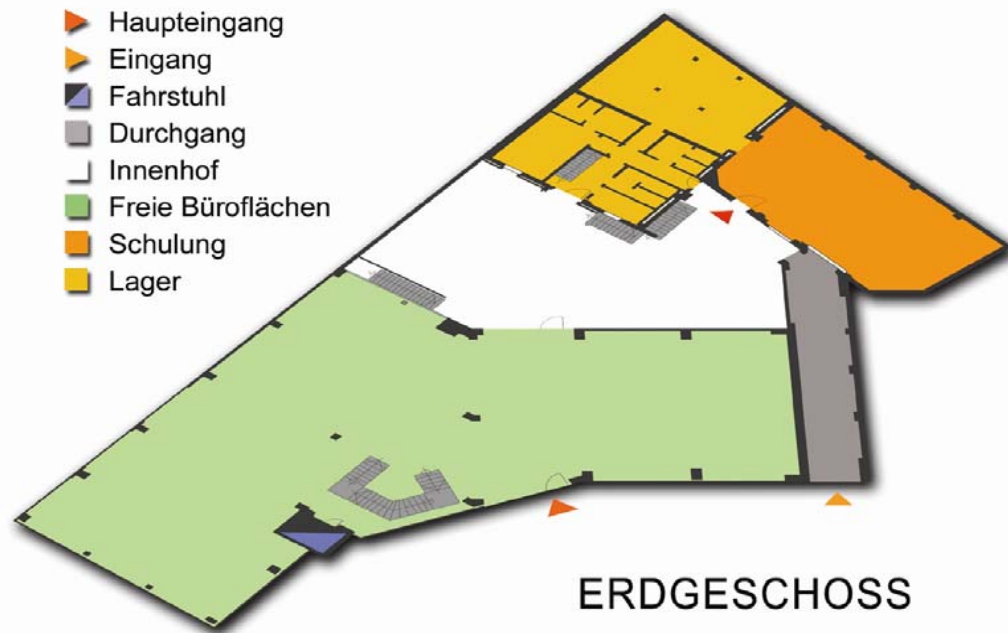 Haupteingang
Eingang
Fahrstuhl
Durchgang
Innenhof
Freie Büroflächen
Schulung
Lager
ERDGESCHOSS